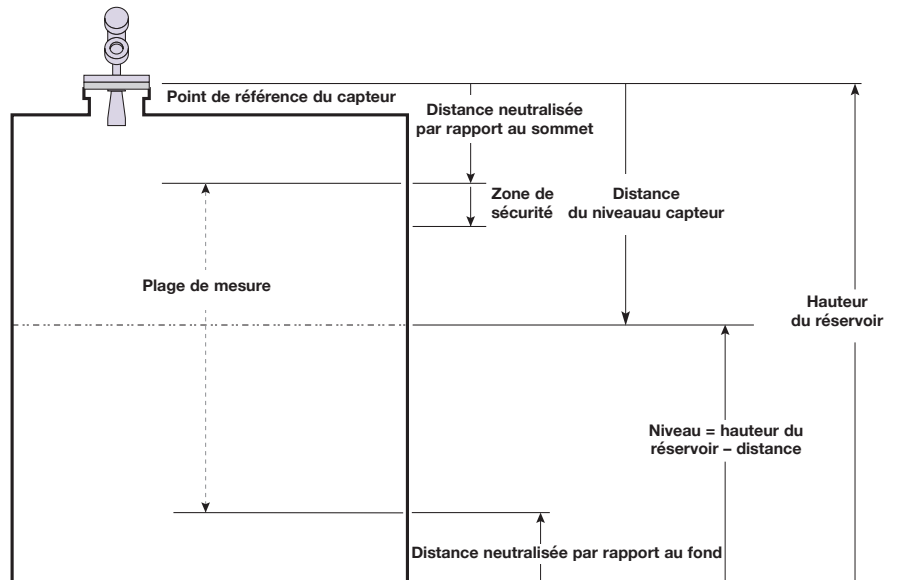 Point de référence du capteur
Distance neutralisée
par rapport au sommet
Zone de
sécurité
Distance
du niveauau capteur
Plage de mesure
Hauteur
du réservoir
Niveau = hauteur du
réservoir – distance
Distance neutralisée par rapport au fond